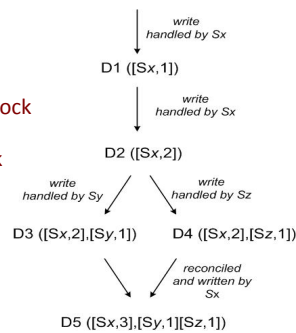 write
handled by Sx
D1 ([Sx,1])
ock
write
handled by Sx
k
D2 ([Sx,2])
write
handled by Sy
write
handled by Sz
D3 ([Sx,2],[Sy,1])
D4 ([Sx,2],[Sz,1])
reconciled
and written by
Sx
D5 ([Sx,3],[Sy,1][Sz,1])